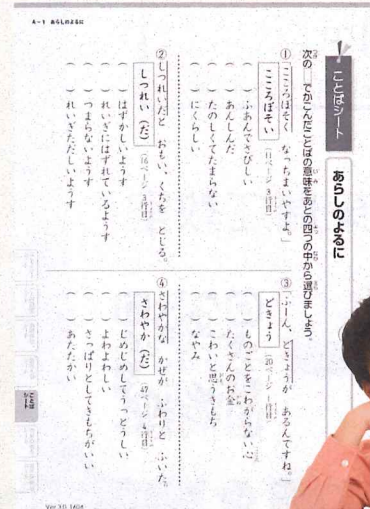 A-1 あらしのよるに
ことばシート
あらしのよるに
次の でかこんだことばの意味をあとの四つの中から選びましょう。
①「こころぼそく なっちまいやすよ。」
こころぼそい (11ページ 3行目)
( ) ふあんでさびしい
( ) あんしんだ
( ) たのしくてたまらない
( ) にくらしい
② しつれいだと おもい、くちを とじる。
しつれい(だ) (16ページ 3行目)
( ) はずかしいようす
( ) れいぎにはずれているようす
( ) つまらないようす
( ) れいぎただしいようす
③「ふーん、どきょうが あるんですね。」
どきょう (20ページ 1行目)
( ) ものごとをこわがらない心
( ) たくさんのお金
( ) こわいと思うきもち
( ) なやみ
④ さわやかな かぜが ふわりと ふいた。
さわやか(だ) (47ページ 4行目)
( ) じめじめしてうっとうしい
( ) よわよわしい
( ) さっぱりとしてきもちがいい
( ) あたたかい
ことばシート